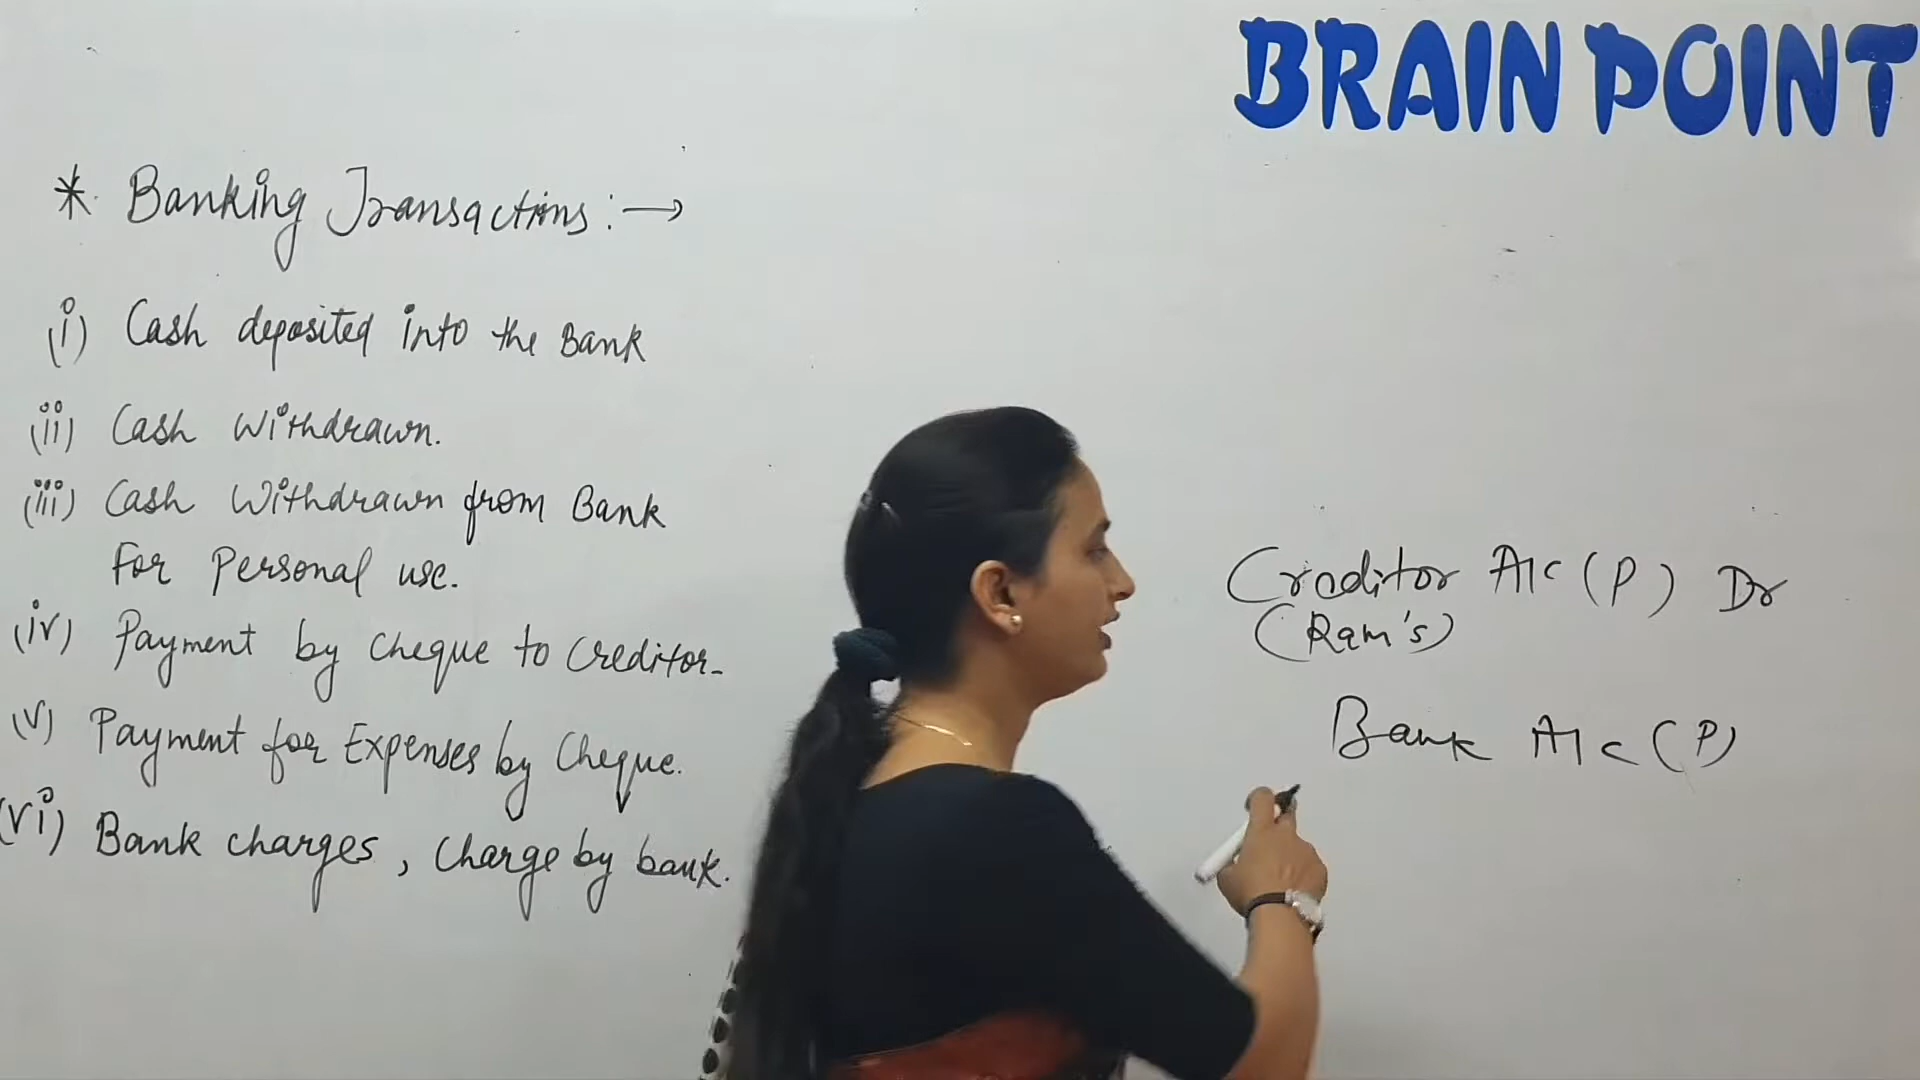 BRAIN POINT
* Banking Transactions :→
(i) Cash deposited into the Bank
(ii) Cash Withdrawn.
(iii) Cash Withdrawn from Bank
For Personal use.
(iv) Payment by Cheque to Creditor-
(v) Payment for Expenses by Cheque.
(vi) Bank charges, Charge by bank.
Creditor A/c (P) Dr
(Ram's)
Bank A/c (P)